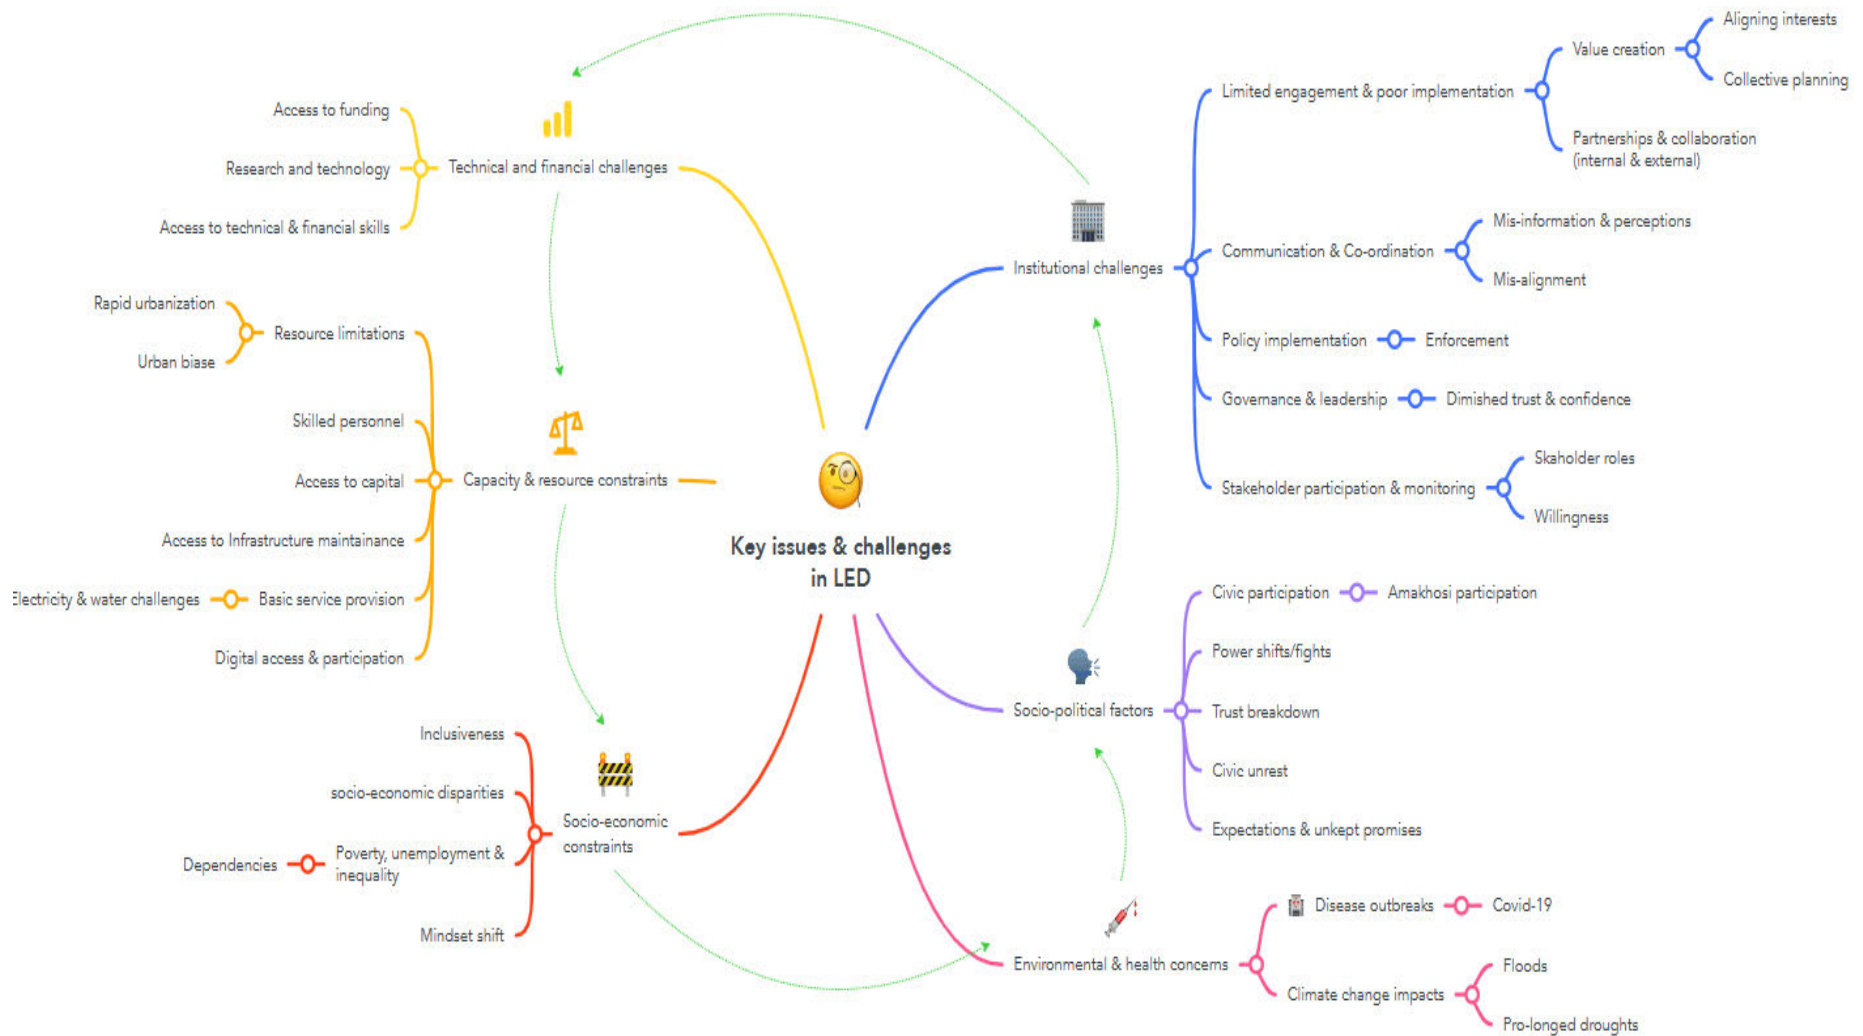 Key issues & challenges
in LED
Technical and financial challenges
Access to funding
Research and technology
Access to technical & financial skills
Capacity & resource constraints
Resource limitations
Rapid urbanization
Urban biase
Skilled personnel
Access to capital
Access to Infrastructure maintainance
Basic service provision
Electricity & water challenges
Digital access & participation
Socio-economic
constraints
Inclusiveness
socio-economic disparities
Poverty, unemployment &
inequality
Dependencies
Mindset shift
Institutional challenges
Limited engagement & poor implementation
Value creation
Aligning interests
Collective planning
Partnerships & collaboration
(internal & external)
Communication & Co-ordination
Mis-information & perceptions
Mis-alignment
Policy implementation
Enforcement
Governance & leadership
Dimished trust & confidence
Stakeholder participation & monitoring
Skaholder roles
Willingness
Socio-political factors
Civic participation
Amakhosi participation
Power shifts/fights
Trust breakdown
Civic unrest
Expectations & unkept promises
Environmental & health concerns
Disease outbreaks
Covid-19
Climate change impacts
Floods
Pro-longed droughts